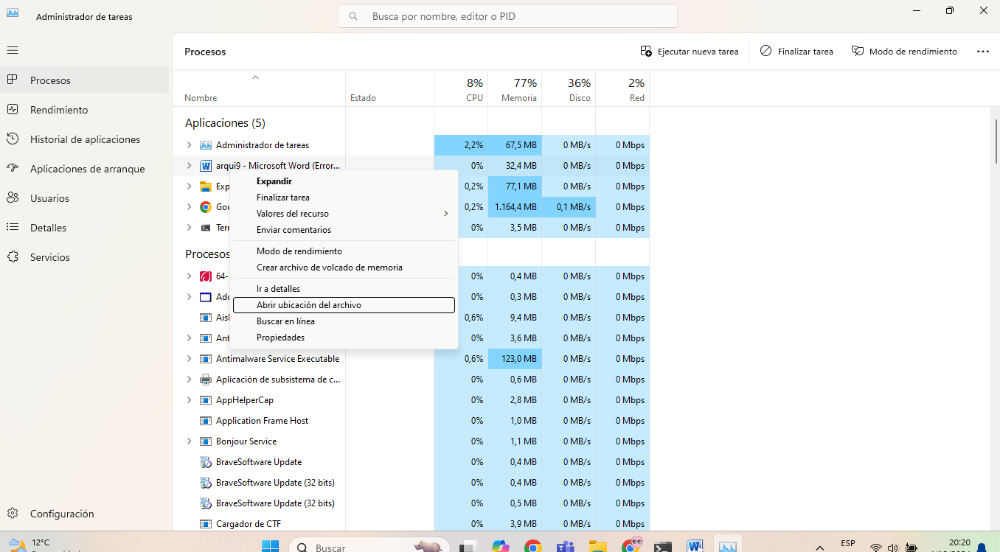 Administrador de tareas
Busca por nombre, editor o PID
Procesos
Ejecutar nueva tarea
Finalizar tarea
Modo de rendimiento
Procesos
Rendimiento
Historial de aplicaciones
Aplicaciones de arranque
Usuarios
Detalles
Servicios
Configuración
8% 77% 36% 2%
Nombre Estado CPU Memoria Disco Red
Aplicaciones (5)
Administrador de tareas 2,2% 67,5 MB 0 MB/s 0 Mbps
arqui9 - Microsoft Word (Error... 0% 32,4 MB 0 MB/s 0 Mbps
Exp 0,2% 77,1 MB 0 MB/s 0 Mbps
Goo 0,2% 1.164,4 MB 0,1 MB/s 0 Mbps
Terr 0% 3,5 MB 0 MB/s 0 Mbps
Expandir
Finalizar tarea
Valores del recurso
Enviar comentarios
Modo de rendimiento
Crear archivo de volcado de memoria
Ir a detalles
Abrir ubicación del archivo
Buscar en línea
Propiedades
Procesos
64- 0% 0,4 MB 0 MB/s 0 Mbps
Ado 0% 0,3 MB 0 MB/s 0 Mbps
Aisl 0,6% 9,4 MB 0 MB/s 0 Mbps
Ant 0% 3,6 MB 0 MB/s 0 Mbps
Antimalware Service Executable 0,6% 123,0 MB 0 MB/s 0 Mbps
Aplicación de subsistema de c... 0% 0,6 MB 0 MB/s 0 Mbps
AppHelperCap 0% 2,8 MB 0 MB/s 0 Mbps
Application Frame Host 0% 1,0 MB 0 MB/s 0 Mbps
Bonjour Service 0% 1,1 MB 0 MB/s 0 Mbps
BraveSoftware Update 0% 0,4 MB 0 MB/s 0 Mbps
BraveSoftware Update (32 bits) 0% 0,4 MB 0 MB/s 0 Mbps
BraveSoftware Update (32 bits) 0% 0,5 MB 0 MB/s 0 Mbps
Cargador de CTF 0% 3,9 MB 0 MB/s 0 Mbps
12°C
Buscar
ESP
20:20